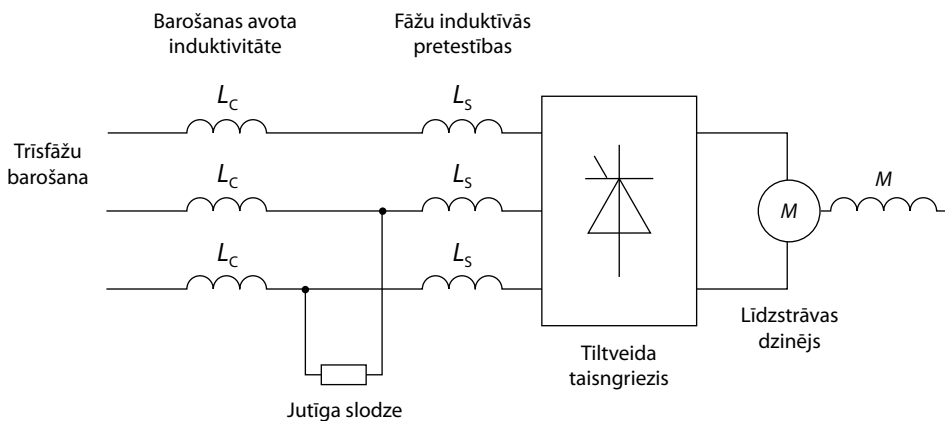 Barošanas avota
induktivitāte
Fāžu induktīvās
pretestības
L_C
L_S
Trīsfāžu
barošana
L_C
L_S
M
M
L_C
L_S
Līdzstrāvas
dzinējs
Tiltveida
taisngriezis
Jutīga slodze